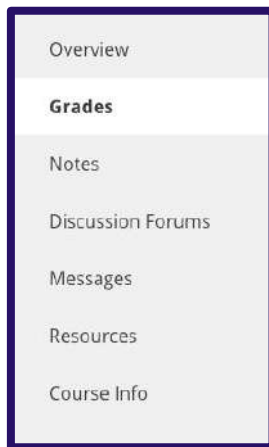 Overview
Grades
Notes
Discussion Forums
Messages
Resources
Course Info